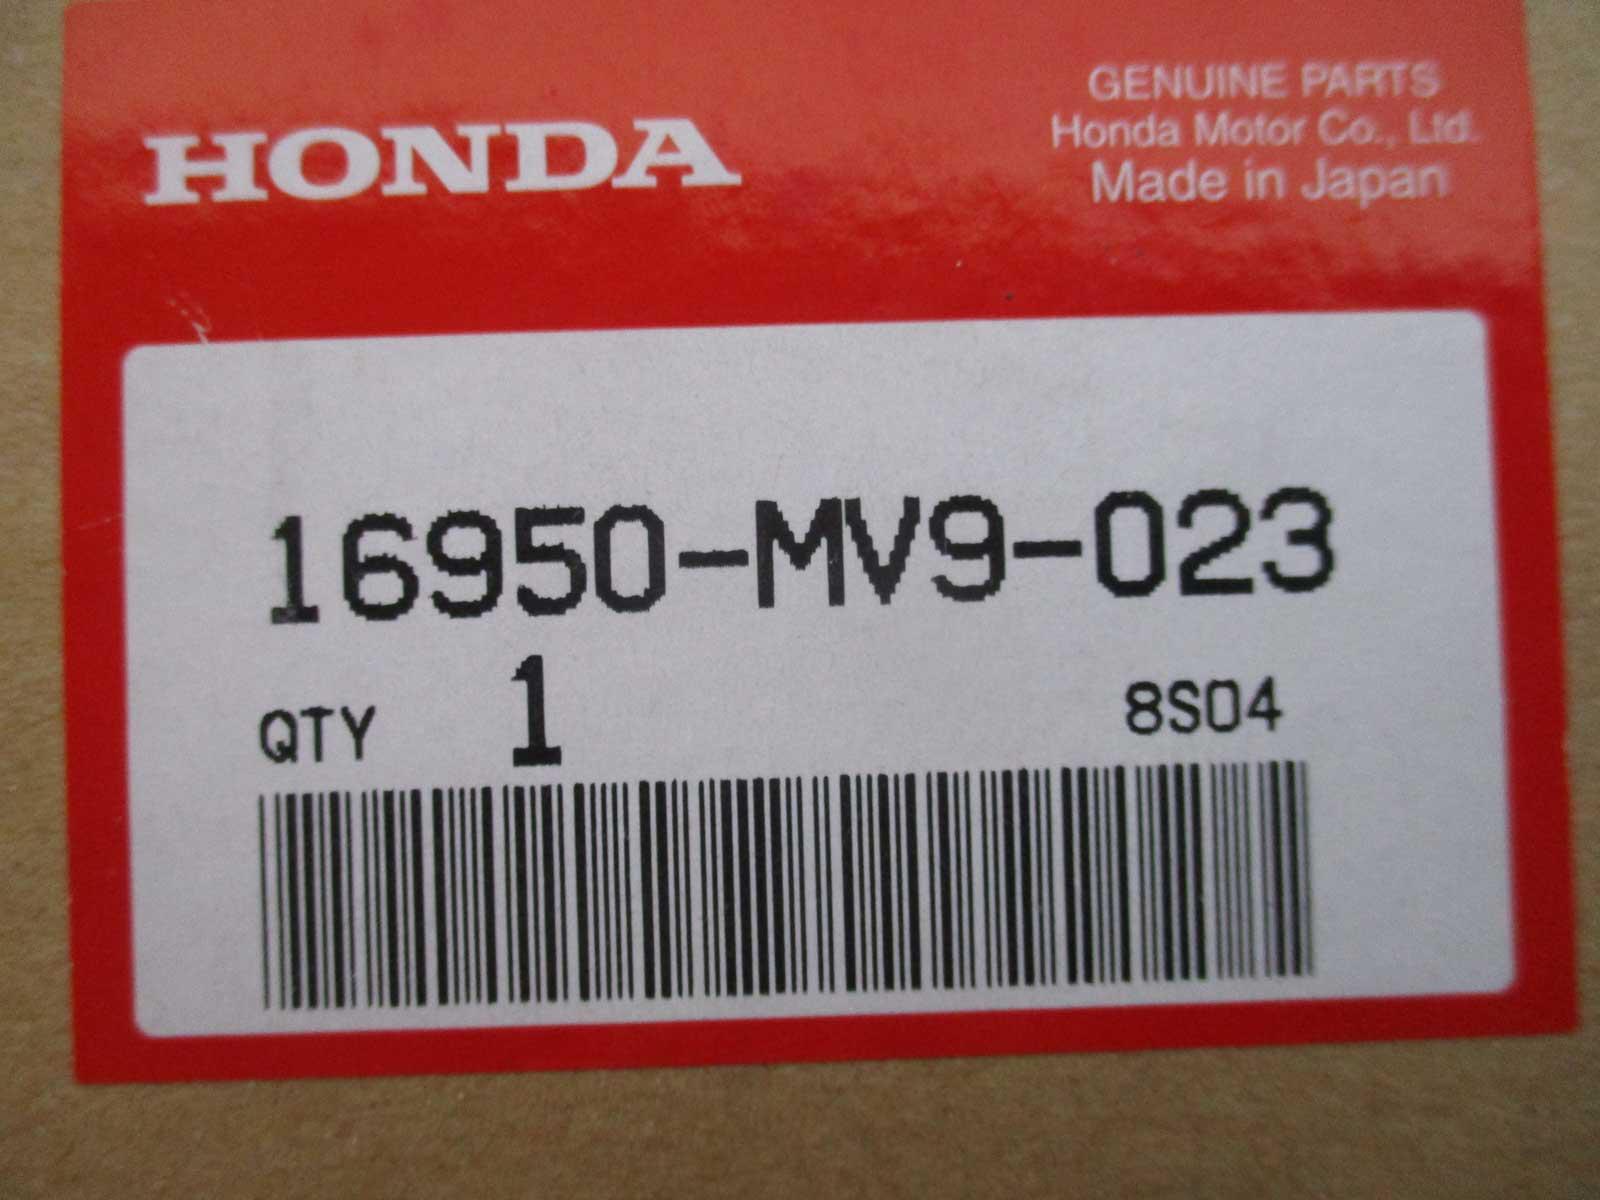 HONDA
GENUINE PARTS
Honda Motor Co., Ltd.
Made in Japan
16950-MV9-023
QTY 1 8S04